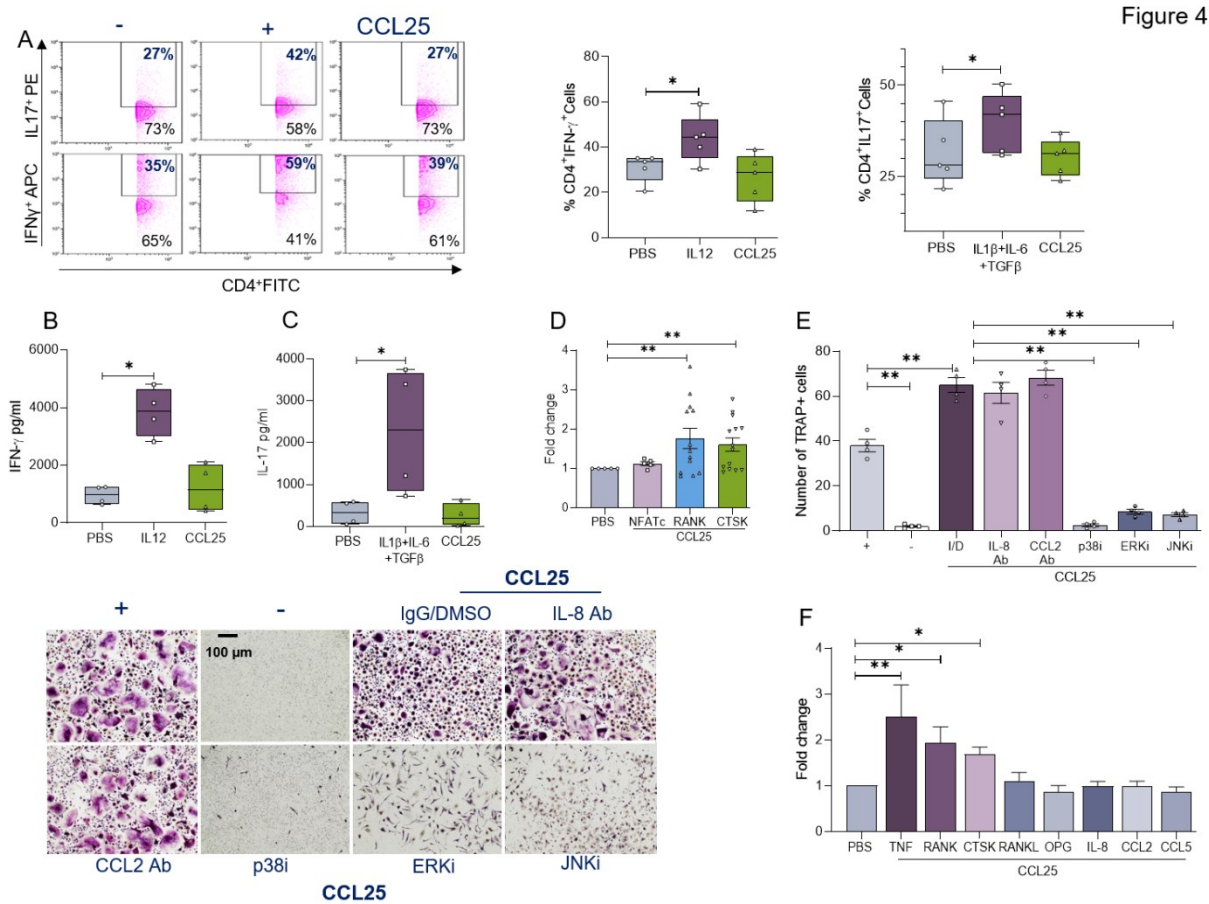 Figure 4
A
- + CCL25
IL17⁺ PE
27% 42% 27%
73% 58% 73%
IFNγ⁺ APC
35% 59% 39%
65% 41% 61%
CD4⁺FITC
% CD4⁺IFN-γ⁺Cells
80
60
40
20
0
*
PBS IL12 CCL25
% CD4⁺IL17⁺Cells
50
25
*
PBS IL1β+IL-6 CCL25
+TGFβ
B
IFN-γ pg/ml
6000
4000
2000
0
*
PBS IL12 CCL25
C
IL-17 pg/ml
4000
3000
2000
1000
0
*
PBS IL1β+IL-6 CCL25
+TGFβ
D
Fold change
4
3
2
1
0
**
**
PBS NFATc RANK CTSK
CCL25
E
Number of TRAP+ cells
80
60
40
20
0
**
**
**
**
**
+ - I/D IL-8 CCL2 p38i ERKi JNKi
Ab Ab
CCL25
CCL25
+ - IgG/DMSO IL-8 Ab
100 µm
CCL2 Ab p38i ERKi JNKi
CCL25
F
Fold change
4
2
0
*
*
**
PBS TNF RANK CTSK RANKL OPG IL-8 CCL2 CCL5
CCL25